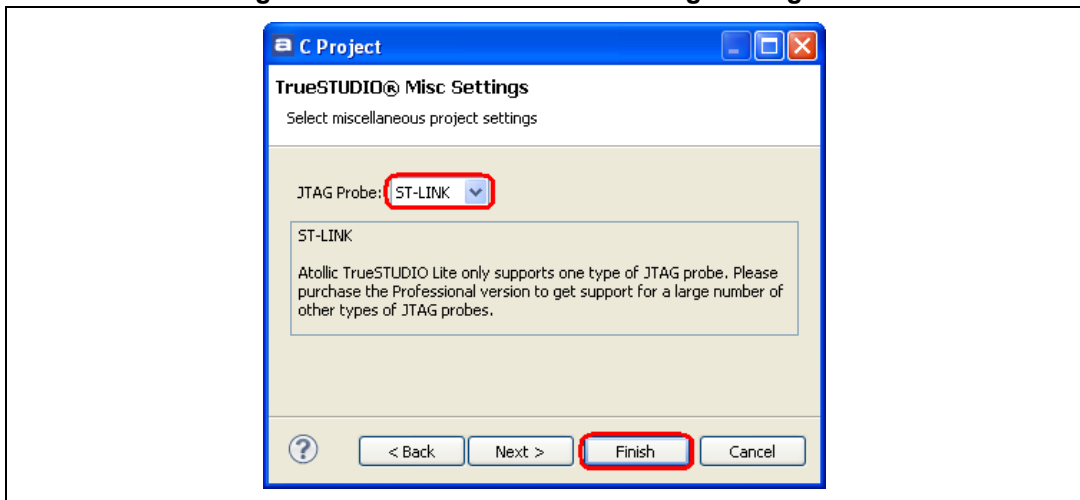 C Project
TrueSTUDIO® Misc Settings
Select miscellaneous project settings
JTAG Probe: ST-LINK
ST-LINK
Atollic TrueSTUDIO Lite only supports one type of JTAG probe. Please
purchase the Professional version to get support for a large number of
other types of JTAG probes.
< Back Next > Finish Cancel